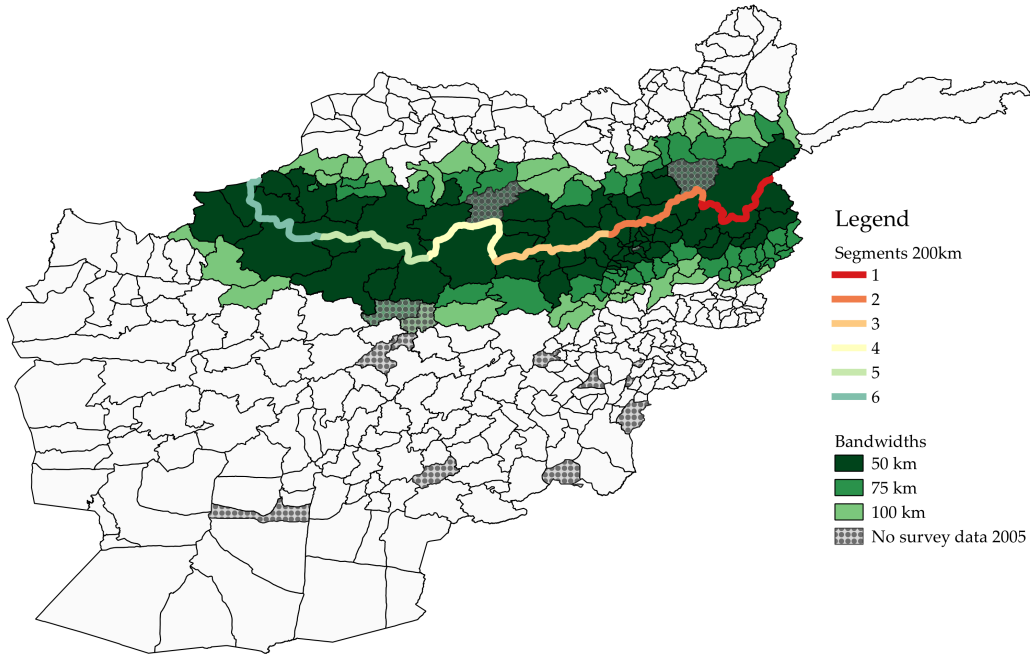 Legend
Segments 200km
1
2
3
4
5
6
Bandwidths
50 km
75 km
100 km
No survey data 2005